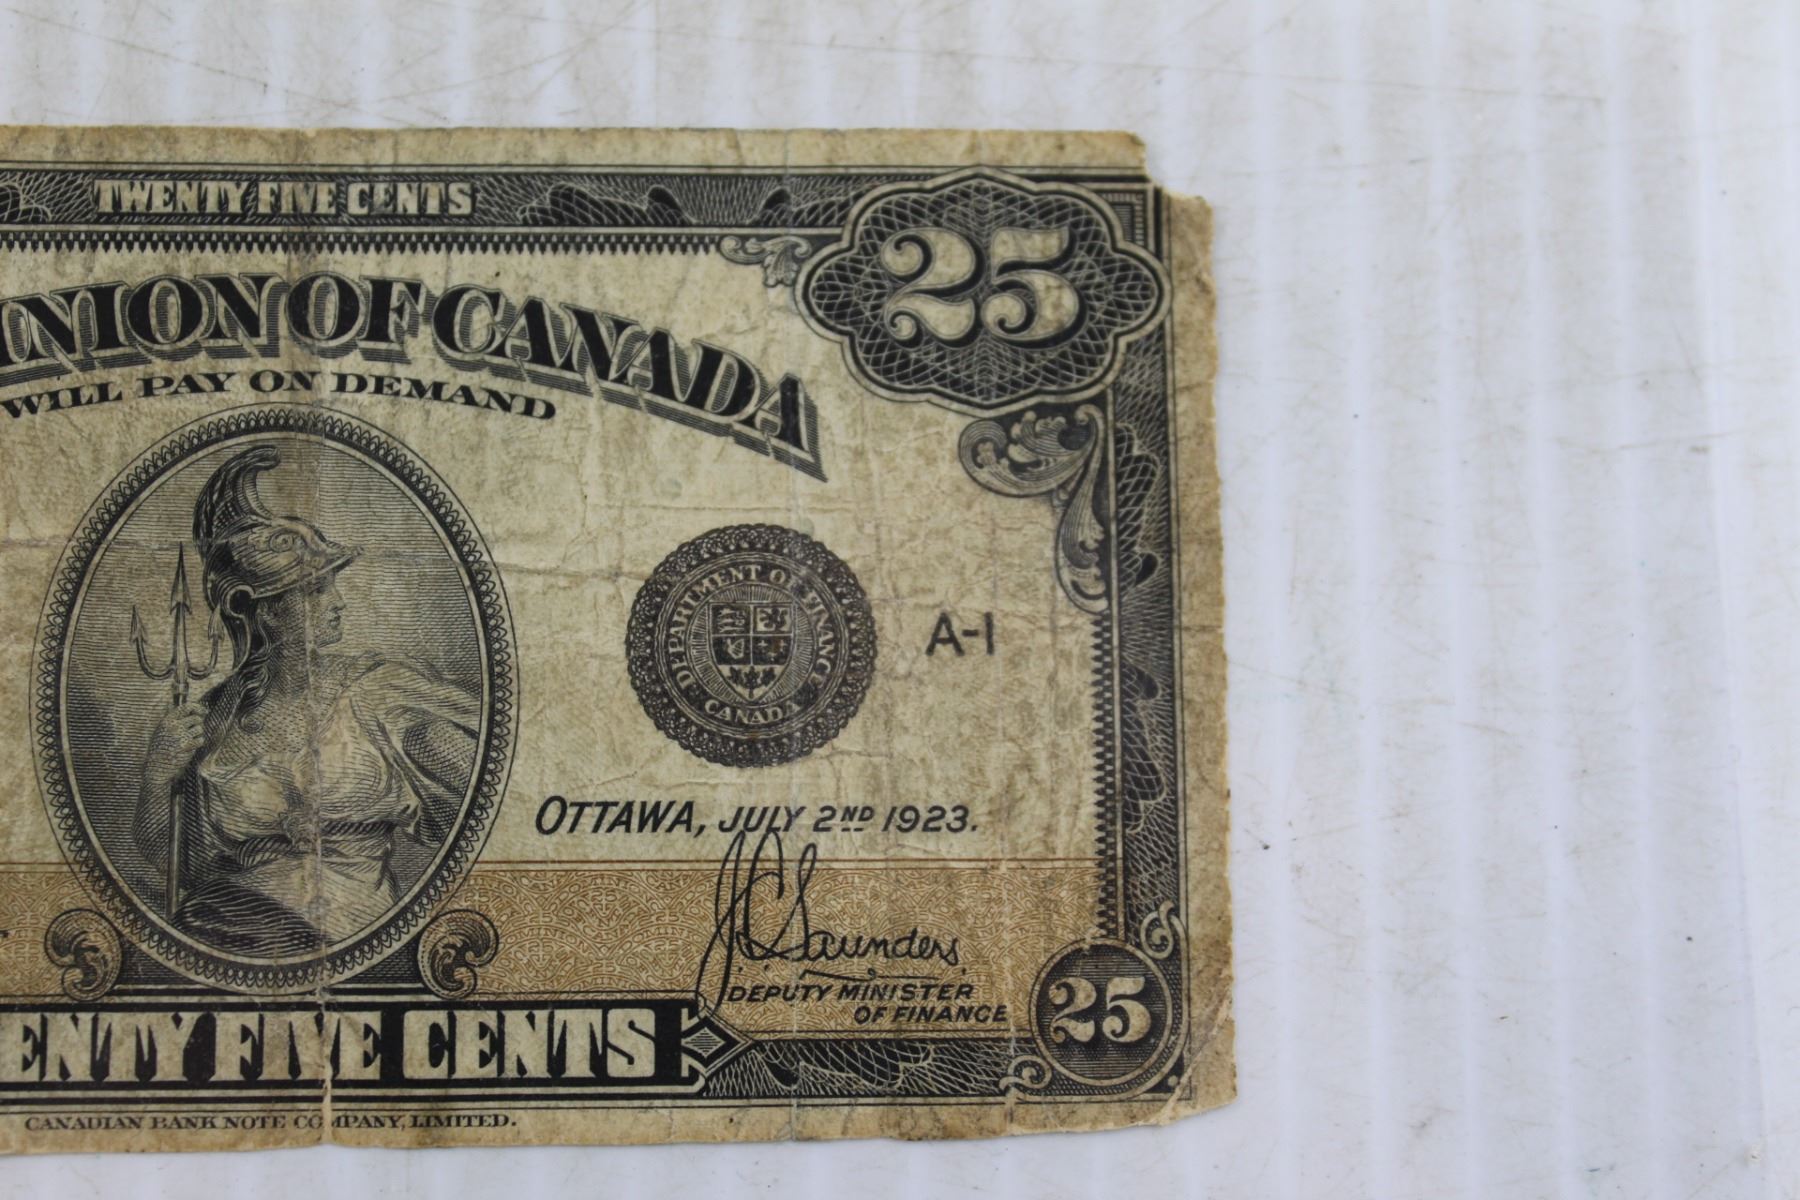 TWENTY FIVE CENTS
25
INION OF CANADA
WILL PAY ON DEMAND
DEPARTMENT OF FINANCE
CANADA
A-1
OTTAWA, JULY 2ND 1923.
J C Saunders
DEPUTY MINISTER
OF FINANCE
25
ENTY FIVE CENTS
CANADIAN BANK NOTE COMPANY, LIMITED.